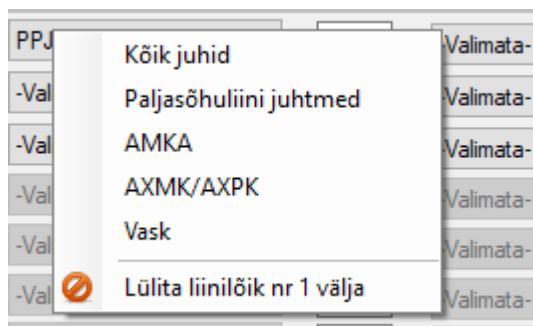 PPJ
-Valimata-
Kõik juhid
-Val
Paljasõhuliini juhtmed
-Valimata-
-Val
AMKA
-Valimata-
-Val
AXMK/AXPK
-Valimata-
-Val
Vask
-Valimata-
-Val
Lülita liinilõik nr 1 välja
-Valimata-